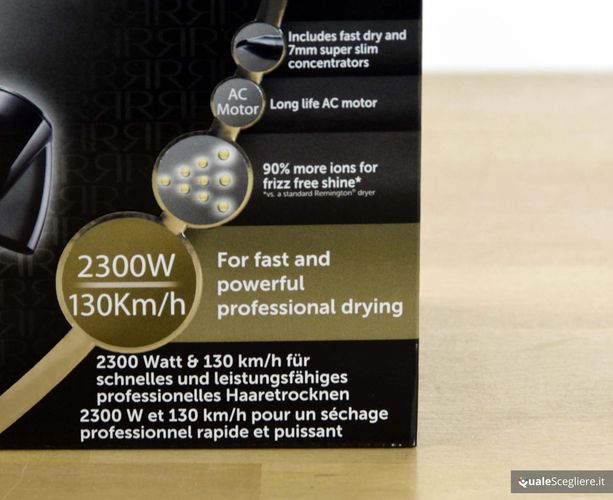 Includes fast dry and
7mm super slim
concentrators
AC
Motor
Long life AC motor
90% more ions for
frizz free shine*
*vs. a standard Remington® dryer
2300W
130Km/h
For fast and
powerful
professional drying
2300 Watt & 130 km/h für
schnelles und leistungsfähiges
professionelles Haaretrocknen
2300 W et 130 km/h pour un séchage
professionnel rapide et puissant
QualeScegliere.it